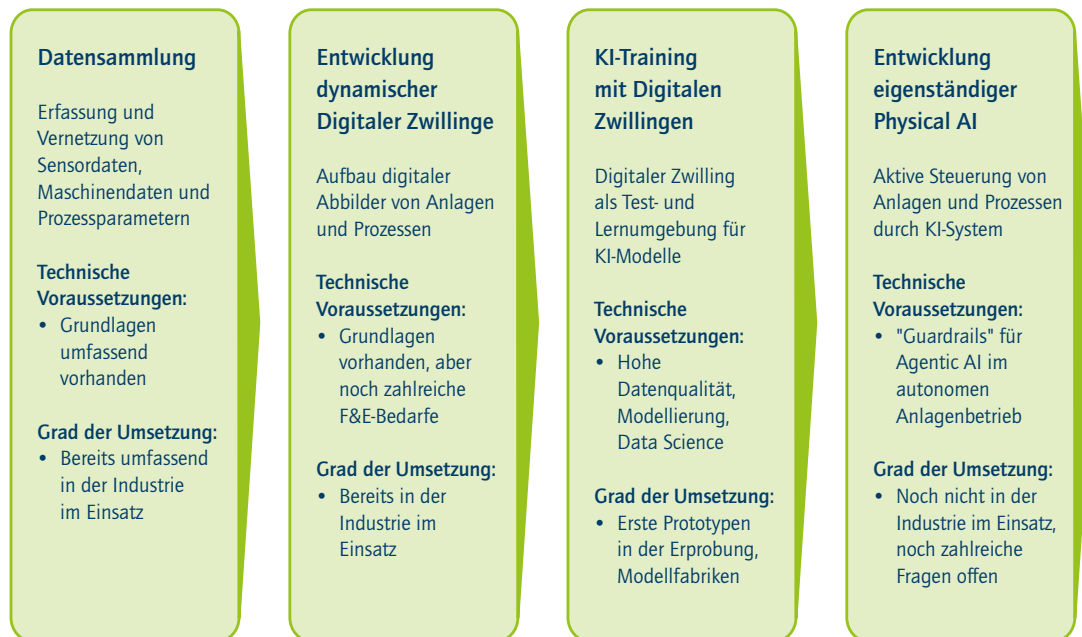 Datensammlung
Erfassung und
Vernetzung von
Sensordaten,
Maschinendaten und
Prozessparametern
Technische
Voraussetzungen:
• Grundlagen
umfassend
vorhanden
Grad der Umsetzung:
• Bereits umfassend
in der Industrie
im Einsatz
Entwicklung
dynamischer
Digitaler Zwillinge
Aufbau digitaler
Abbilder von Anlagen
und Prozessen
Technische
Voraussetzungen:
• Grundlagen
vorhanden, aber
noch zahlreiche
F&E-Bedarfe
Grad der Umsetzung:
• Bereits in der
Industrie im
Einsatz
KI-Training
mit Digitalen
Zwillingen
Digitaler Zwilling
als Test- und
Lernumgebung für
KI-Modelle
Technische
Voraussetzungen:
• Hohe
Datenqualität,
Modellierung,
Data Science
Grad der Umsetzung:
• Erste Prototypen
in der Erprobung,
Modellfabriken
Entwicklung
eigenständiger
Physical AI
Aktive Steuerung von
Anlagen und Prozessen
durch KI-System
Technische
Voraussetzungen:
• "Guardrails" für
Agentic AI im
autonomen
Anlagenbetrieb
Grad der Umsetzung:
• Noch nicht in der
Industrie im Einsatz,
noch zahlreiche
Fragen offen